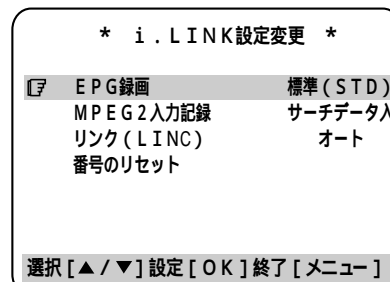 * i.LINK設定変更 *
☞ EPG録画 標準(STD)
MPEG2入力記録 サーチデータ入
リンク(LINC) オート
番号のリセット
選択[▲/▼]設定[OK]終了[メニュー]